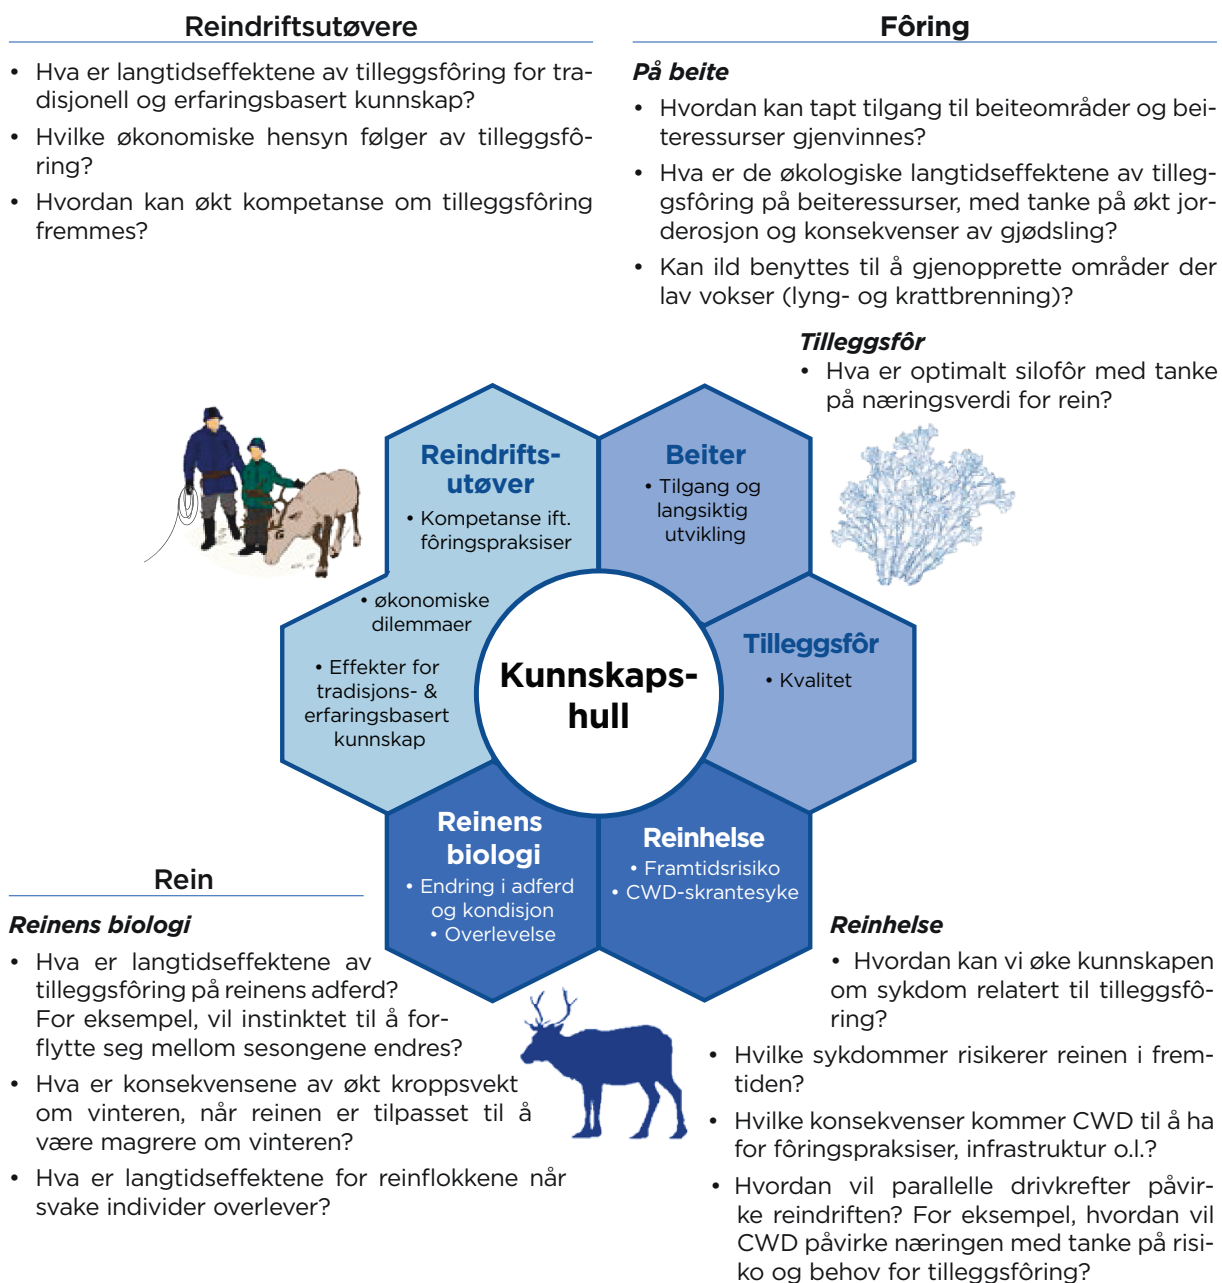 Reindriftsutøvere
• Hva er langtidseffektene av tilleggsfôring for tra-
disjonell og erfaringsbasert kunnskap?
• Hvilke økonomiske hensyn følger av tilleggsfô-
ring?
• Hvordan kan økt kompetanse om tilleggsfôring
fremmes?
Fôring
På beite
• Hvordan kan tapt tilgang til beiteområder og bei-
teressurser gjenvinnes?
• Hva er de økologiske langtidseffektene av tilleg-
gsfôring på beiteressurser, med tanke på økt jor-
derosjon og konsekvenser av gjødsling?
• Kan ild benyttes til å gjenopprette områder der
lav vokser (lyng- og krattbrenning)?
Tilleggsfôr
• Hva er optimalt silofôr med tanke
på næringsverdi for rein?
Reindrifts-
utøver
• Kompetanse ift.
fôringspraksiser
• økonomiske
dilemmaer
• Effekter for
tradisjons- &
erfaringsbasert
kunnskap
Beiter
• Tilgang og
langsiktig
utvikling
Tilleggsfôr
• Kvalitet
Kunnskaps-
hull
Reinens
biologi
• Endring i adferd
og kondisjon
• Overlevelse
Reinhelse
• Framtidsrisiko
• CWD-skrantesyke
Rein
Reinens biologi
• Hva er langtidseffektene av
tilleggsfôring på reinens adferd?
For eksempel, vil instinktet til å for-
flytte seg mellom sesongene endres?
• Hva er konsekvensene av økt kroppsvekt
om vinteren, når reinen er tilpasset til å
være magrere om vinteren?
• Hva er langtidseffektene for reinflokkene når
svake individer overlever?
Reinhelse
• Hvordan kan vi øke kunnskapen
om sykdom relatert til tilleggsfô-
ring?
• Hvilke sykdommer risikerer reinen i frem-
tiden?
• Hvilke konsekvenser kommer CWD til å ha
for fôringspraksiser, infrastruktur o.l.?
• Hvordan vil parallelle drivkrefter påvir-
ke reindriften? For eksempel, hvordan vil
CWD påvirke næringen med tanke på risi-
ko og behov for tilleggsfôring?